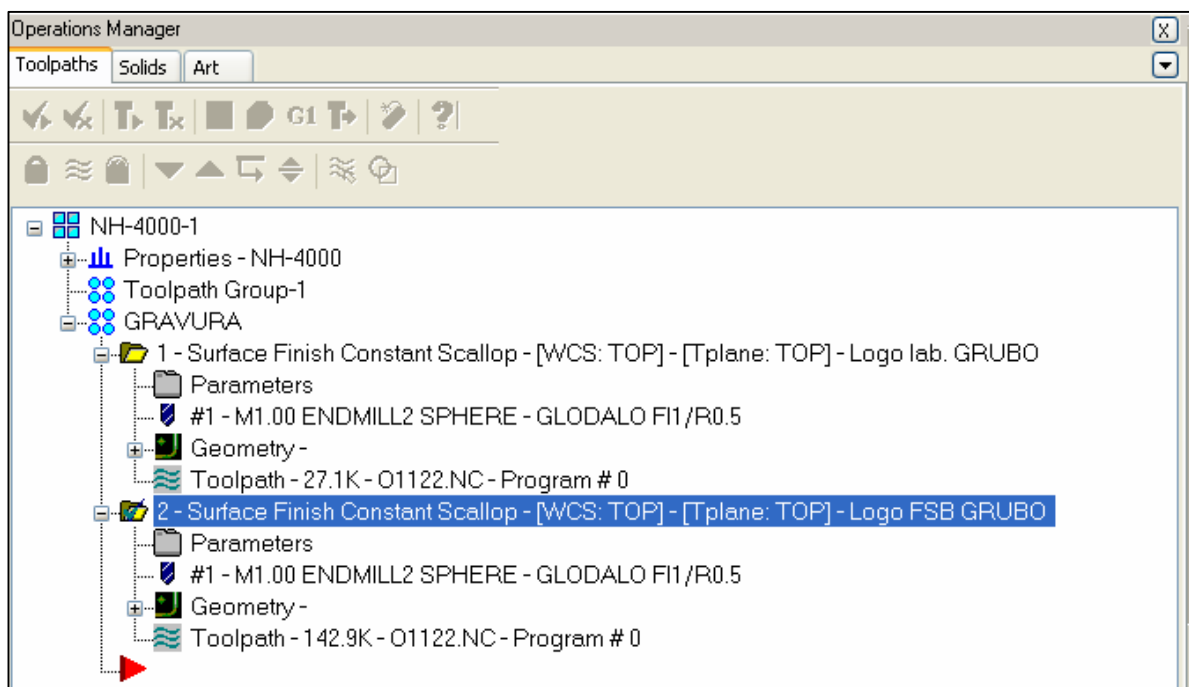 Operations Manager
Toolpaths Solids Art
G1
NH-4000-1
Properties - NH-4000
Toolpath Group-1
GRAVURA
1 - Surface Finish Constant Scallop - [WCS: TOP] - [Tplane: TOP] - Logo lab. GRUBO
Parameters
#1 - M1.00 ENDMILL2 SPHERE - GLODALO FI1/R0.5
Geometry -
Toolpath - 27.1K - O1122.NC - Program # 0
2 - Surface Finish Constant Scallop - [WCS: TOP] - [Tplane: TOP] - Logo FSB GRUBO
Parameters
#1 - M1.00 ENDMILL2 SPHERE - GLODALO FI1/R0.5
Geometry -
Toolpath - 142.9K - O1122.NC - Program # 0